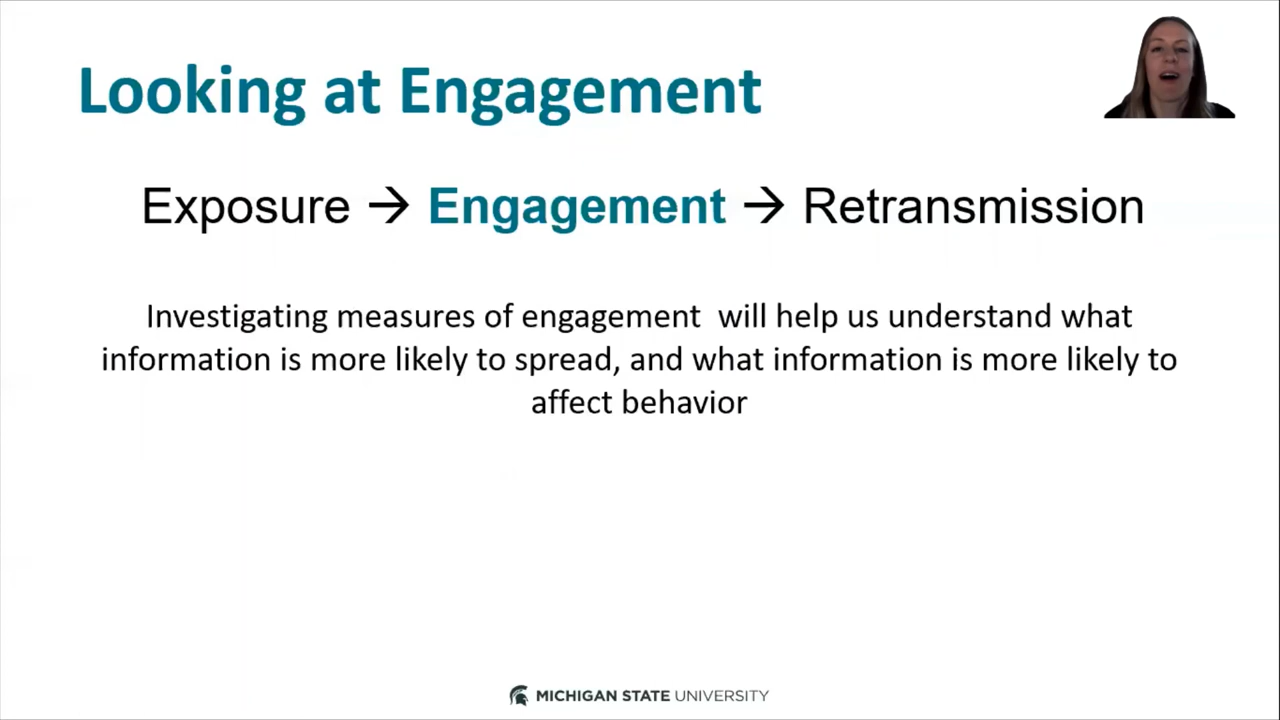 Looking at Engagement
Exposure → Engagement → Retransmission
Investigating measures of engagement  will help us understand what
information is more likely to spread, and what information is more likely to
affect behavior
MICHIGAN STATE UNIVERSITY